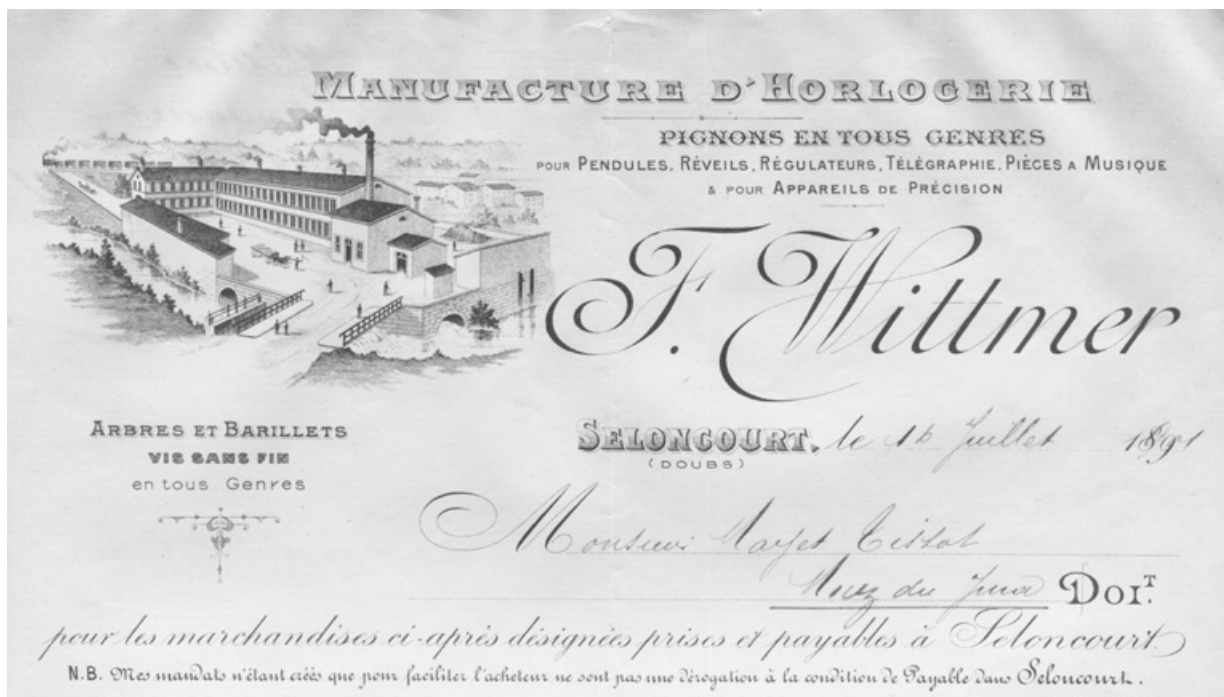 MANUFACTURE D'HORLOGERIE
PIGNONS EN TOUS GENRES
POUR PENDULES, RÉVEILS, RÉGULATEURS, TÉLÉGRAPHIE, PIÈCES A MUSIQUE
& POUR APPAREILS DE PRÉCISION
F. Wittmer
ARBRES ET BARILLETS
VIS SANS FIN
en tous Genres
SELONCOURT, le 16 Juillet 1891
(DOUBS)
Monsieur
du Jura DOIT.
pour les marchandises ci-après désignées prises et payables à Seloncourt.
N.B. Mes mandats n'étant créés que pour faciliter l'acheteur ne sont pas une dérogation à la condition de Payable dans Seloncourt.